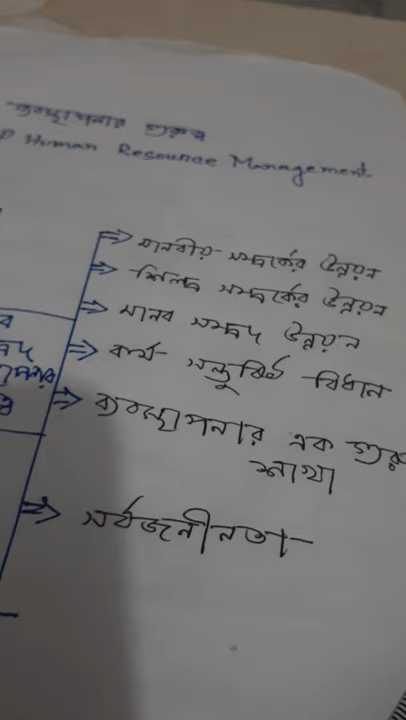 ব্যবস্থাপনার গুরুত্ব
Human Resource Management
মানবীয় সম্পর্কের উন্নয়ন
শিল্প সম্পর্কের উন্নয়ন
মানব সম্পদ উন্নয়ন
কার্য সন্তুষ্টি বিধান
ব্যবস্থাপনার এক
শাখা
সর্বজনীনতা